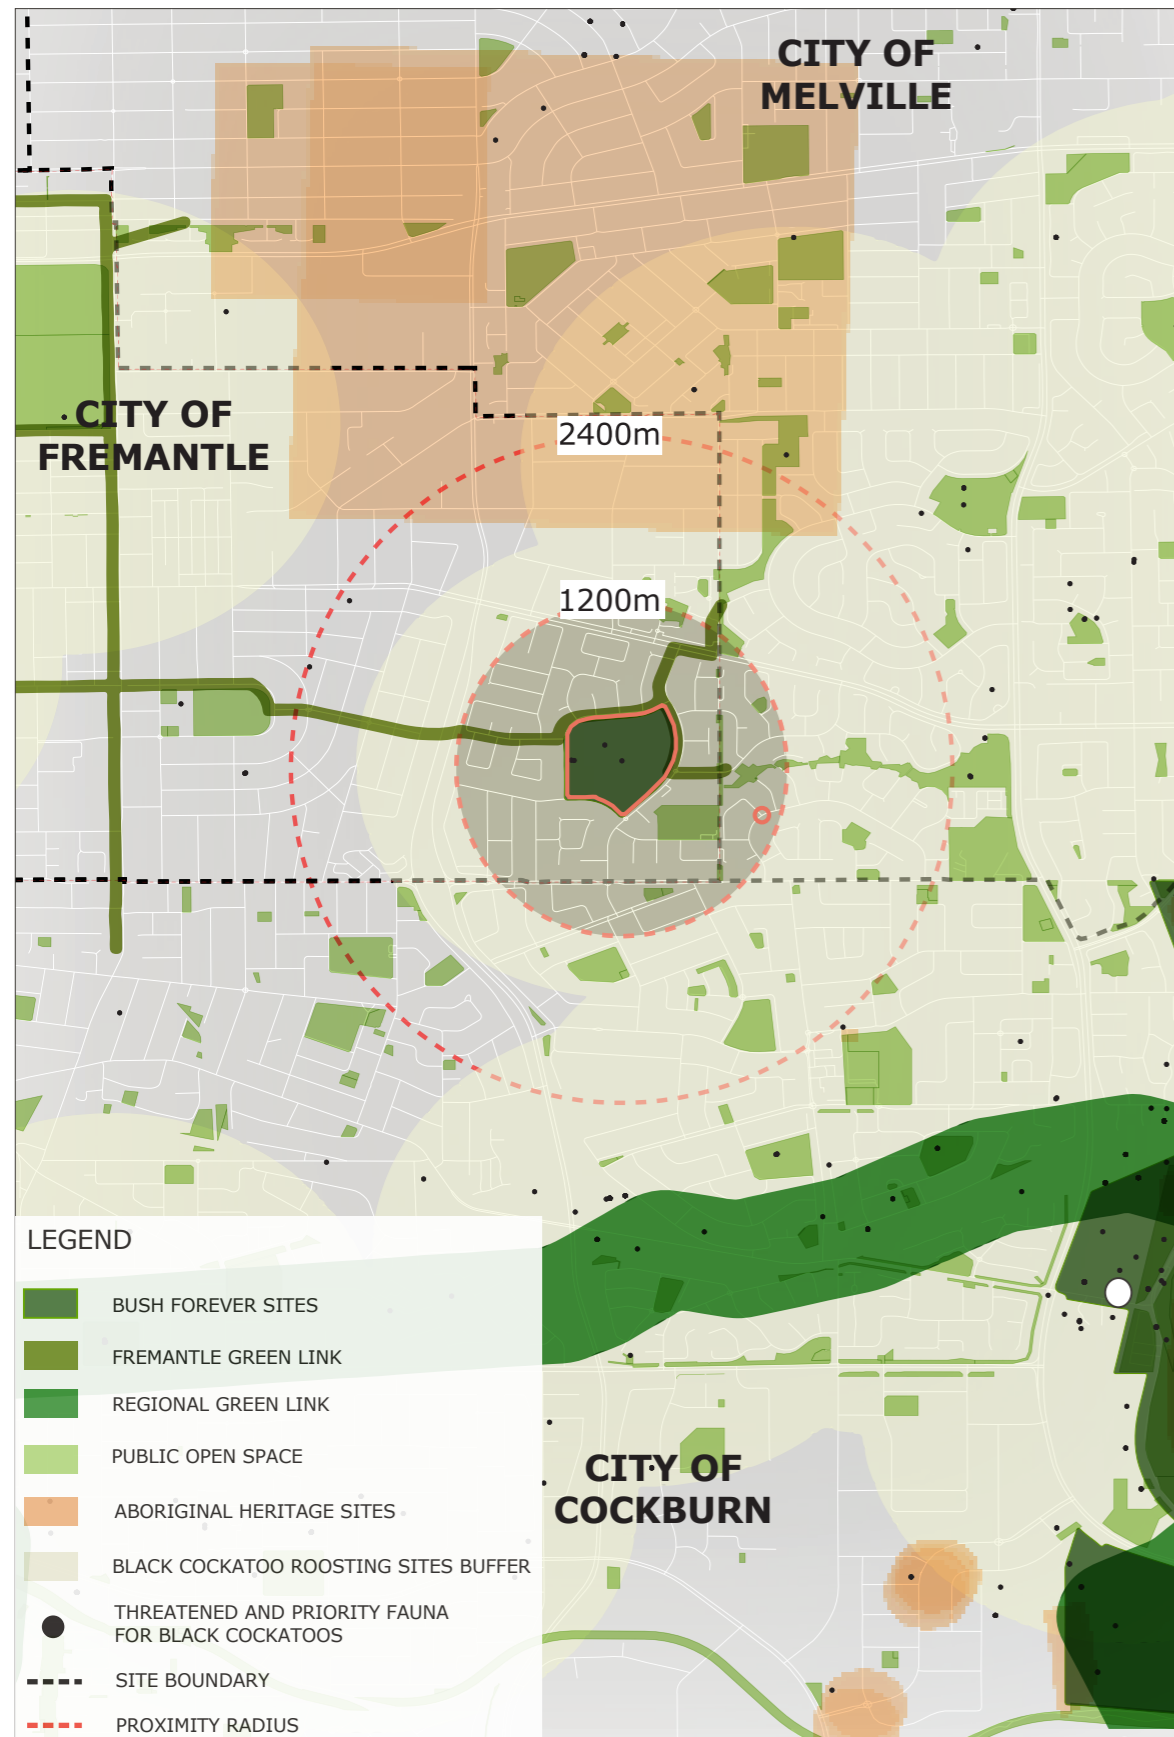 CITY OF
MELVILLE
CITY OF
FREMANTLE
2400m
1200m
CITY OF
COCKBURN
LEGEND
BUSH FOREVER SITES
FREMANTLE GREEN LINK
REGIONAL GREEN LINK
PUBLIC OPEN SPACE
ABORIGINAL HERITAGE SITES
BLACK COCKATOO ROOSTING SITES BUFFER
THREATENED AND PRIORITY FAUNA
FOR BLACK COCKATOOS
SITE BOUNDARY
PROXIMITY RADIUS